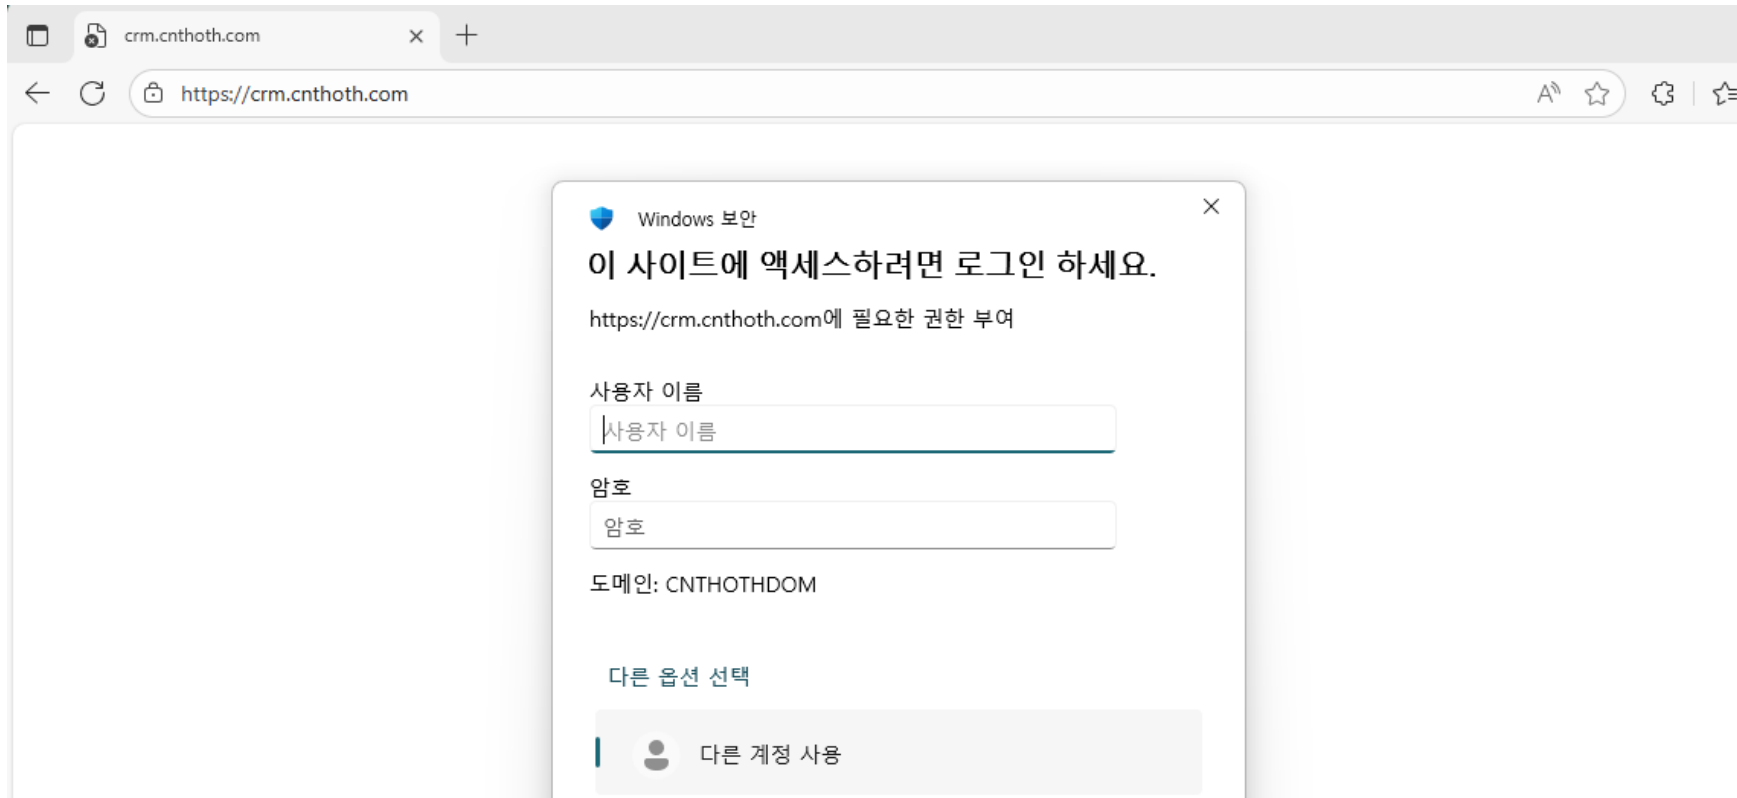 crm.cnthoth.com
https://crm.cnthoth.com
Windows 보안
이 사이트에 액세스하려면 로그인 하세요.
https://crm.cnthoth.com에 필요한 권한 부여
사용자 이름
사용자 이름
암호
암호
도메인: CNTHOTHDOM
다른 옵션 선택
다른 계정 사용